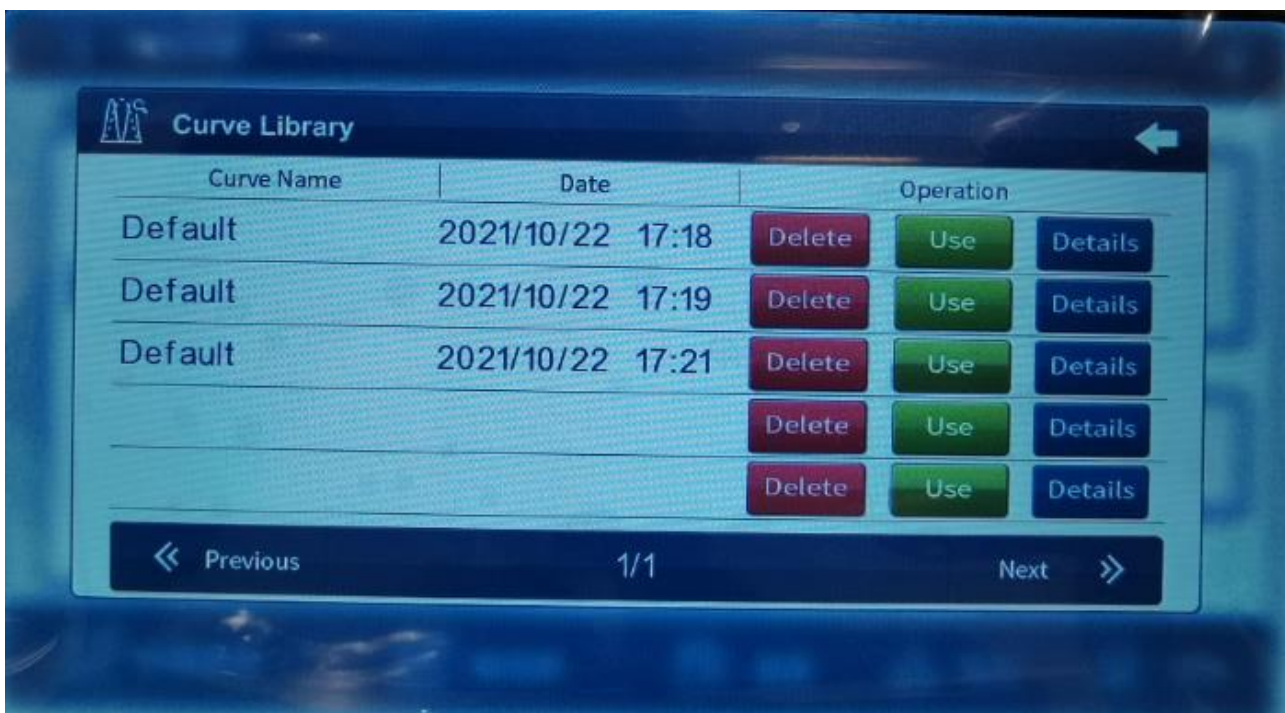 Curve Library
Curve Name Date Operation
Default 2021/10/22 17:18 Delete Use Details
Default 2021/10/22 17:19 Delete Use Details
Default 2021/10/22 17:21 Delete Use Details
Delete Use Details
Delete Use Details
Previous 1/1 Next